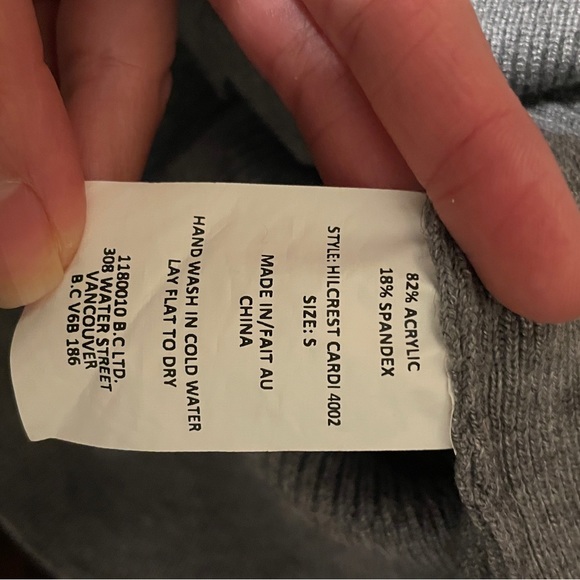 82% ACRYLIC
18% SPANDEX
STYLE: HILCREST CARDI 4002
SIZE: S
MADE IN/FAIT AU
CHINA
HAND WASH IN COLD WATER
LAY FLAT TO DRY
1180010 B.C LTD.
308 WATER STREET
VANCOUVER
B.C V6B 186